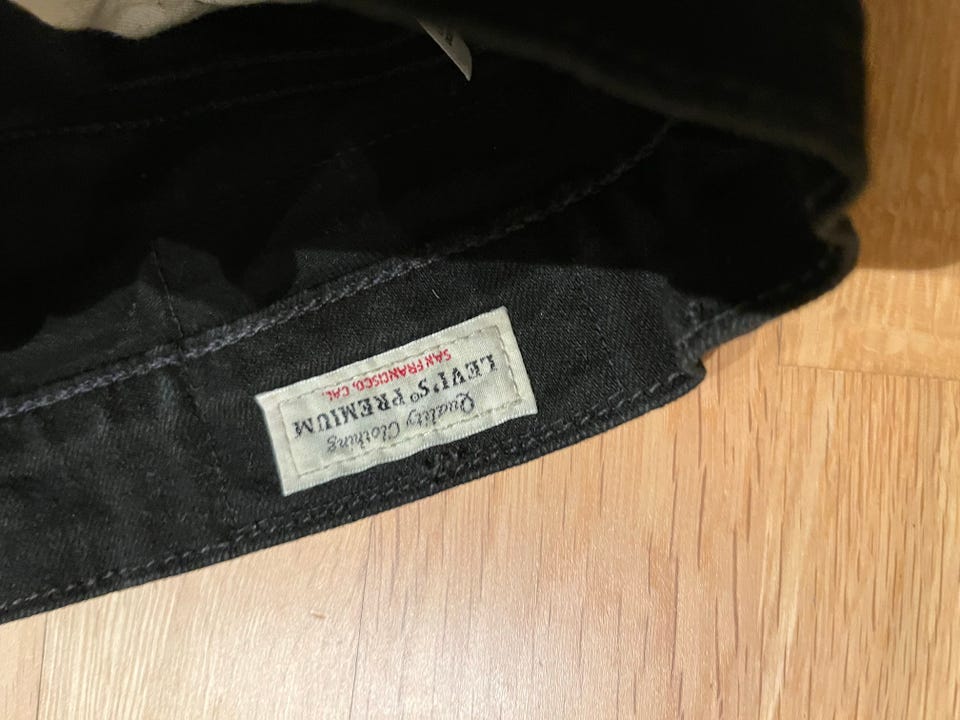 Quality Clothing
LEVI'S® PREMIUM
SAN FRANCISCO, CAL.